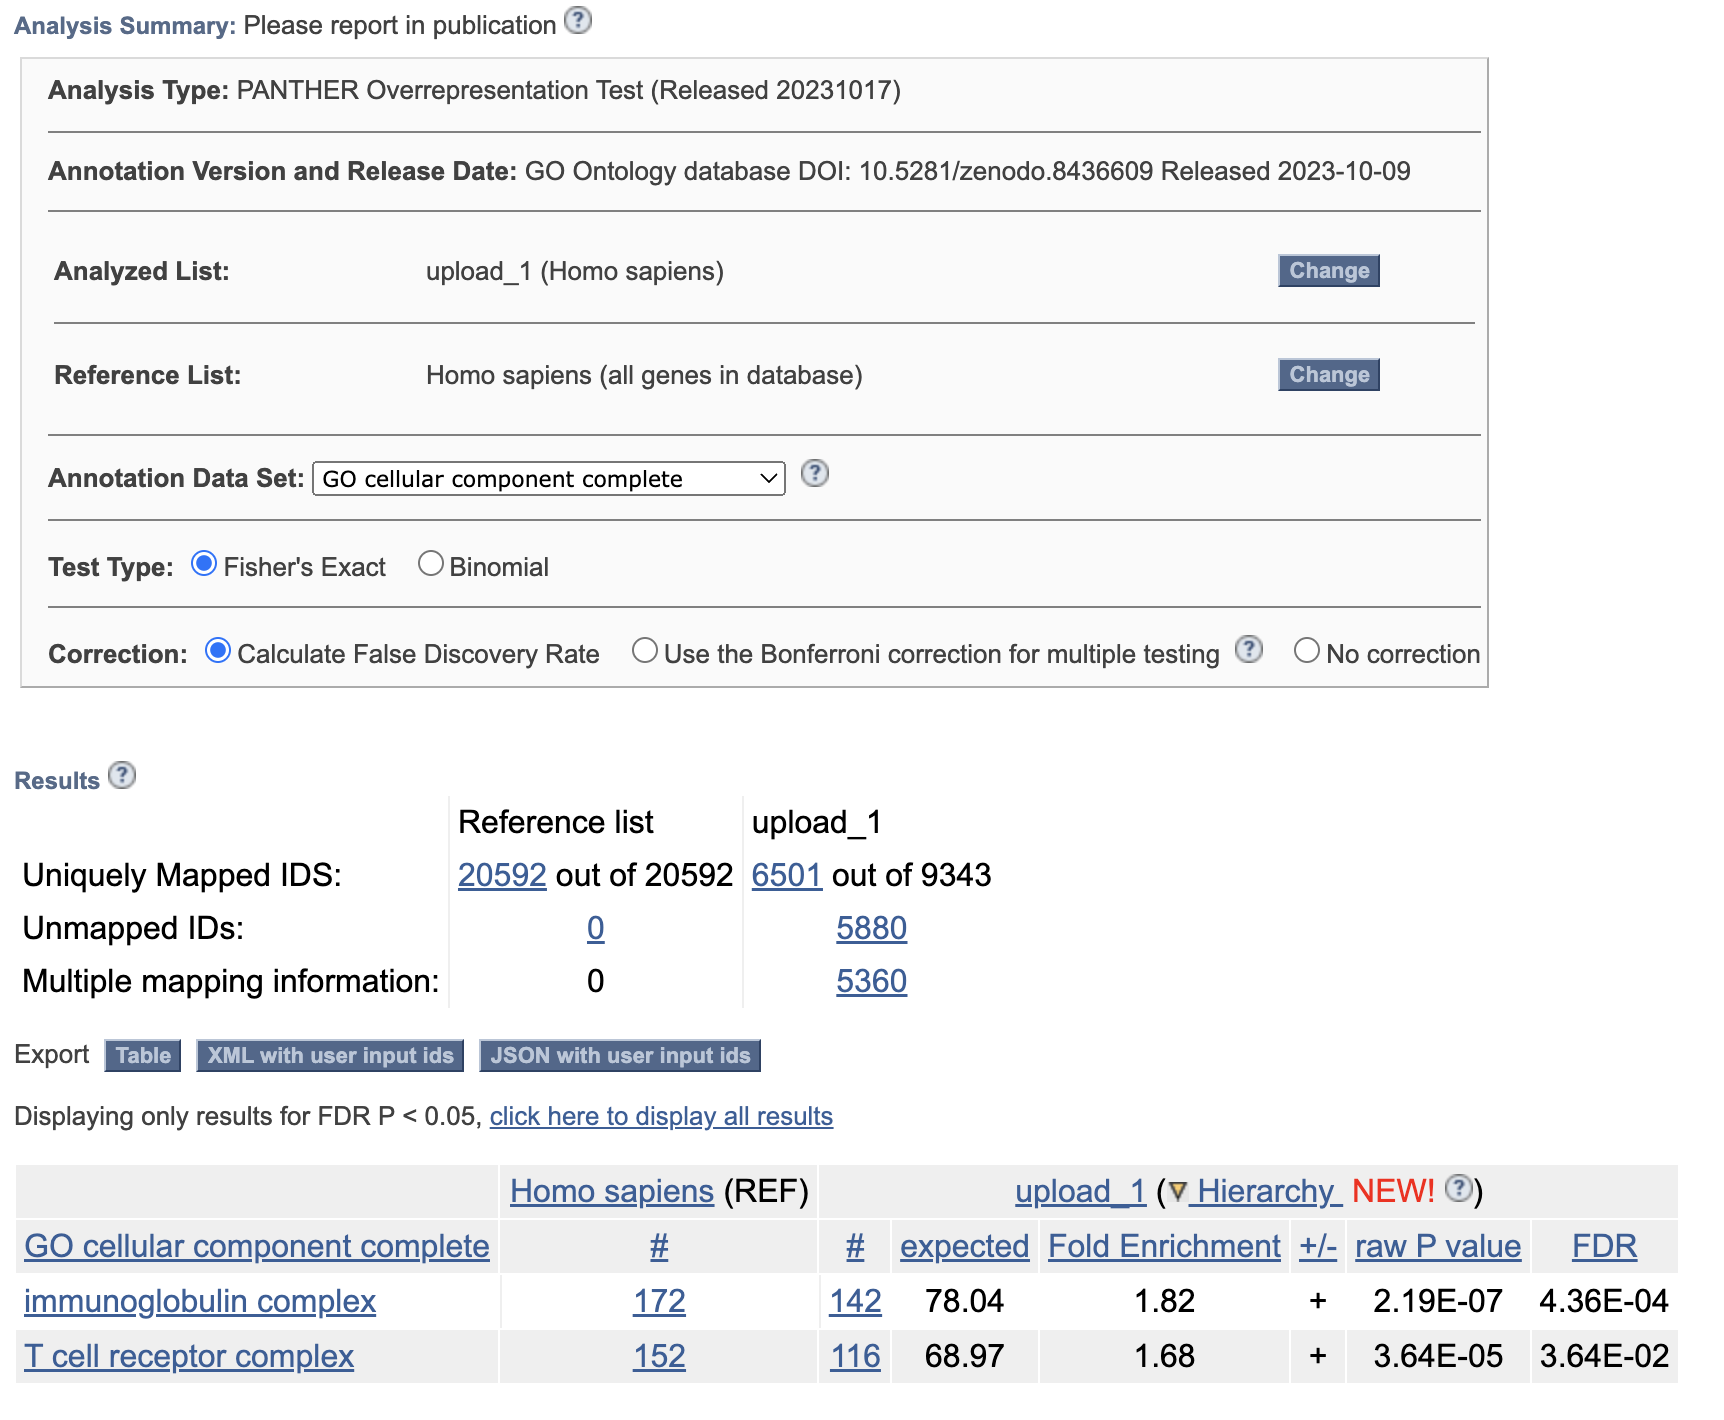 Analysis Summary: Please report in publication ?
Analysis Type: PANTHER Overrepresentation Test (Released 20231017)
Annotation Version and Release Date: GO Ontology database DOI: 10.5281/zenodo.8436609 Released 2023-10-09
Analyzed List: upload_1 (Homo sapiens) Change
Reference List: Homo sapiens (all genes in database) Change
Annotation Data Set: GO cellular component complete ?
Test Type: Fisher's Exact Binomial
Correction: Calculate False Discovery Rate Use the Bonferroni correction for multiple testing ? No correction
Results ?
Reference list upload_1
Uniquely Mapped IDS: 20592 out of 20592 6501 out of 9343
Unmapped IDs: 0 5880
Multiple mapping information: 0 5360
Export Table XML with user input ids JSON with user input ids
Displaying only results for FDR P < 0.05, click here to display all results
Homo sapiens (REF) upload_1 (▼ Hierarchy NEW! ?)
GO cellular component complete # # expected Fold Enrichment +/- raw P value FDR
immunoglobulin complex 172 142 78.04 1.82 + 2.19E-07 4.36E-04
T cell receptor complex 152 116 68.97 1.68 + 3.64E-05 3.64E-02